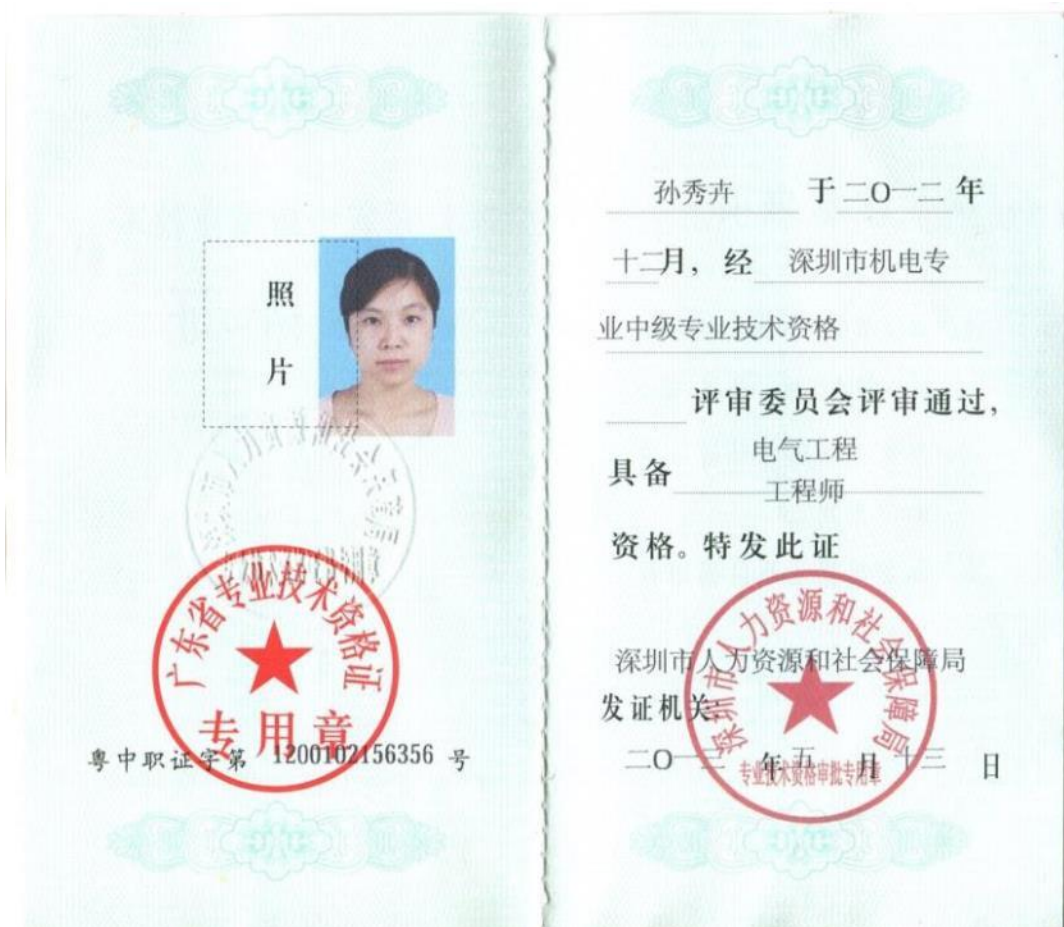 照
片
广东省专业技术资格证
专用章
粤中职证字第 1200102156356 号
孙秀卉 于 二O一二 年
十二月，经 深圳市机电专
业中级专业技术资格
评审委员会评审通过，
具备 电气工程
工程师
资格。特发此证
深圳市人力资源和社会保障局
发证机关:
二O一三 年 五 月 十三 日
深圳市人力资源和社会保障局
专业技术资格审批专用章